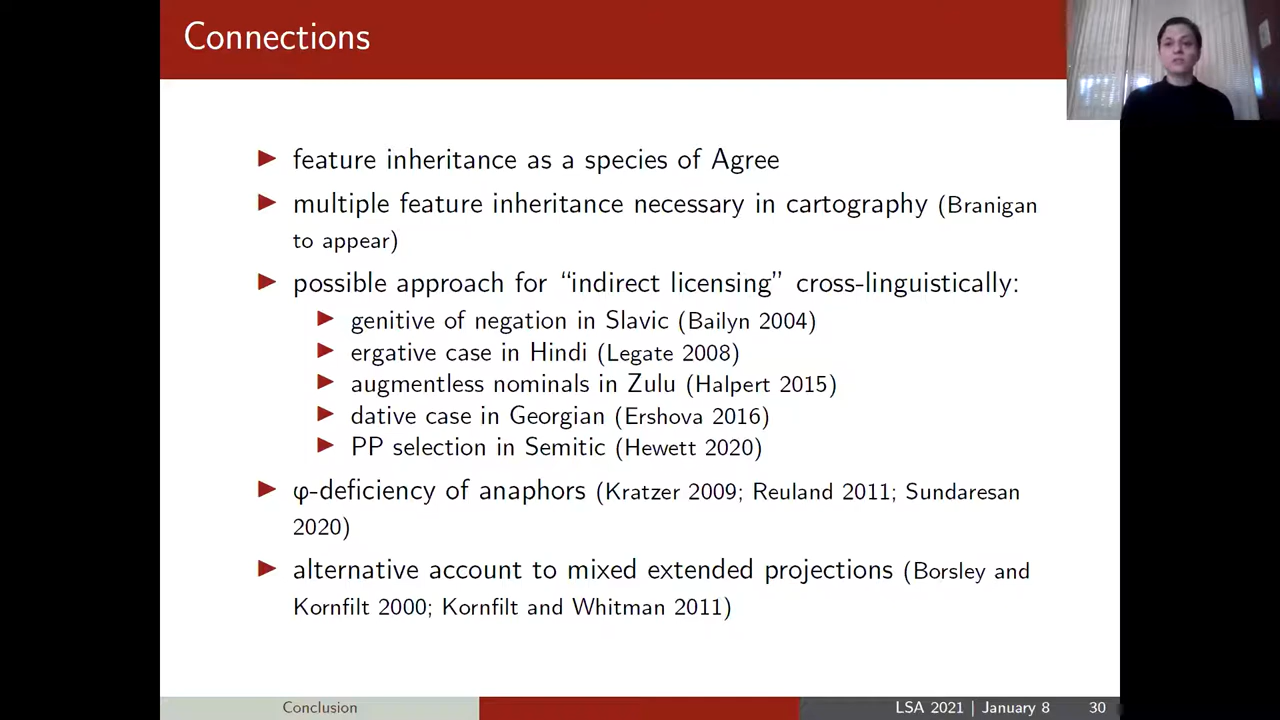 Connections
▶ feature inheritance as a species of Agree
▶ multiple feature inheritance necessary in cartography (Branigan
to appear)
▶ possible approach for “indirect licensing” cross-linguistically:
▶ genitive of negation in Slavic (Bailyn 2004)
▶ ergative case in Hindi (Legate 2008)
▶ augmentless nominals in Zulu (Halpert 2015)
▶ dative case in Georgian (Ershova 2016)
▶ PP selection in Semitic (Hewett 2020)
▶ φ-deficiency of anaphors (Kratzer 2009; Reuland 2011; Sundaresan
2020)
▶ alternative account to mixed extended projections (Borsley and
Kornfilt 2000; Kornfilt and Whitman 2011)
Conclusion LSA 2021 | January 8 30